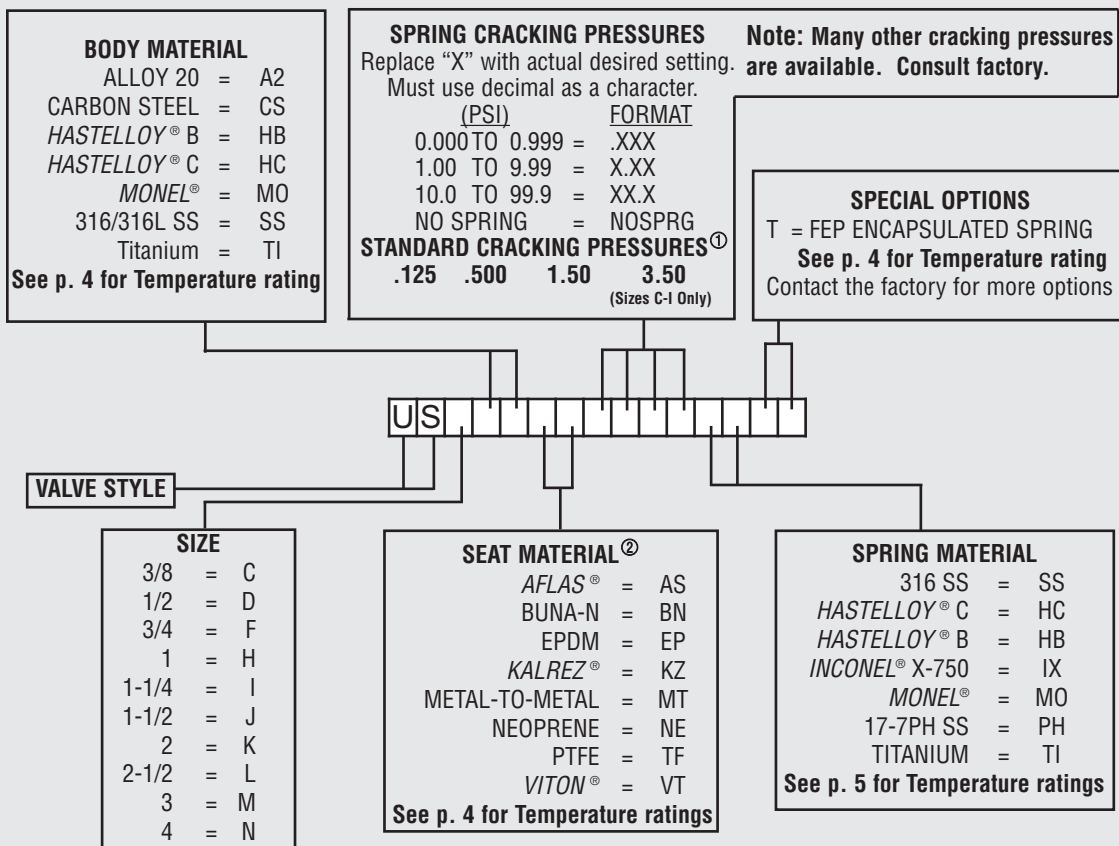 BODY MATERIAL
ALLOY 20 = A2
CARBON STEEL = CS
HASTELLOY® B = HB
HASTELLOY® C = HC
MONEL® = MO
316/316L SS = SS
Titanium = TI
See p. 4 for Temperature rating
SPRING CRACKING PRESSURES
Replace “X” with actual desired setting.
Must use decimal as a character.
(PSI) FORMAT
0.000 TO 0.999 = .XXX
1.00 TO 9.99 = X.XX
10.0 TO 99.9 = XX.X
NO SPRING = NOSPRG
STANDARD CRACKING PRESSURES①
.125 .500 1.50 3.50
(Sizes C-I Only)
Note: Many other cracking pressures
are available. Consult factory.
SPECIAL OPTIONS
T = FEP ENCAPSULATED SPRING
See p. 4 for Temperature rating
Contact the factory for more options
US
VALVE STYLE
SIZE
3/8 = C
1/2 = D
3/4 = F
1 = H
1-1/4 = I
1-1/2 = J
2 = K
2-1/2 = L
3 = M
4 = N
SEAT MATERIAL②
AFLAS® = AS
BUNA-N = BN
EPDM = EP
KALREZ® = KZ
METAL-TO-METAL = MT
NEOPRENE = NE
PTFE = TF
VITON® = VT
See p. 4 for Temperature ratings
SPRING MATERIAL
316 SS = SS
HASTELLOY® C = HC
HASTELLOY® B = HB
INCONEL® X-750 = IX
MONEL® = MO
17-7PH SS = PH
TITANIUM = TI
See p. 5 for Temperature ratings